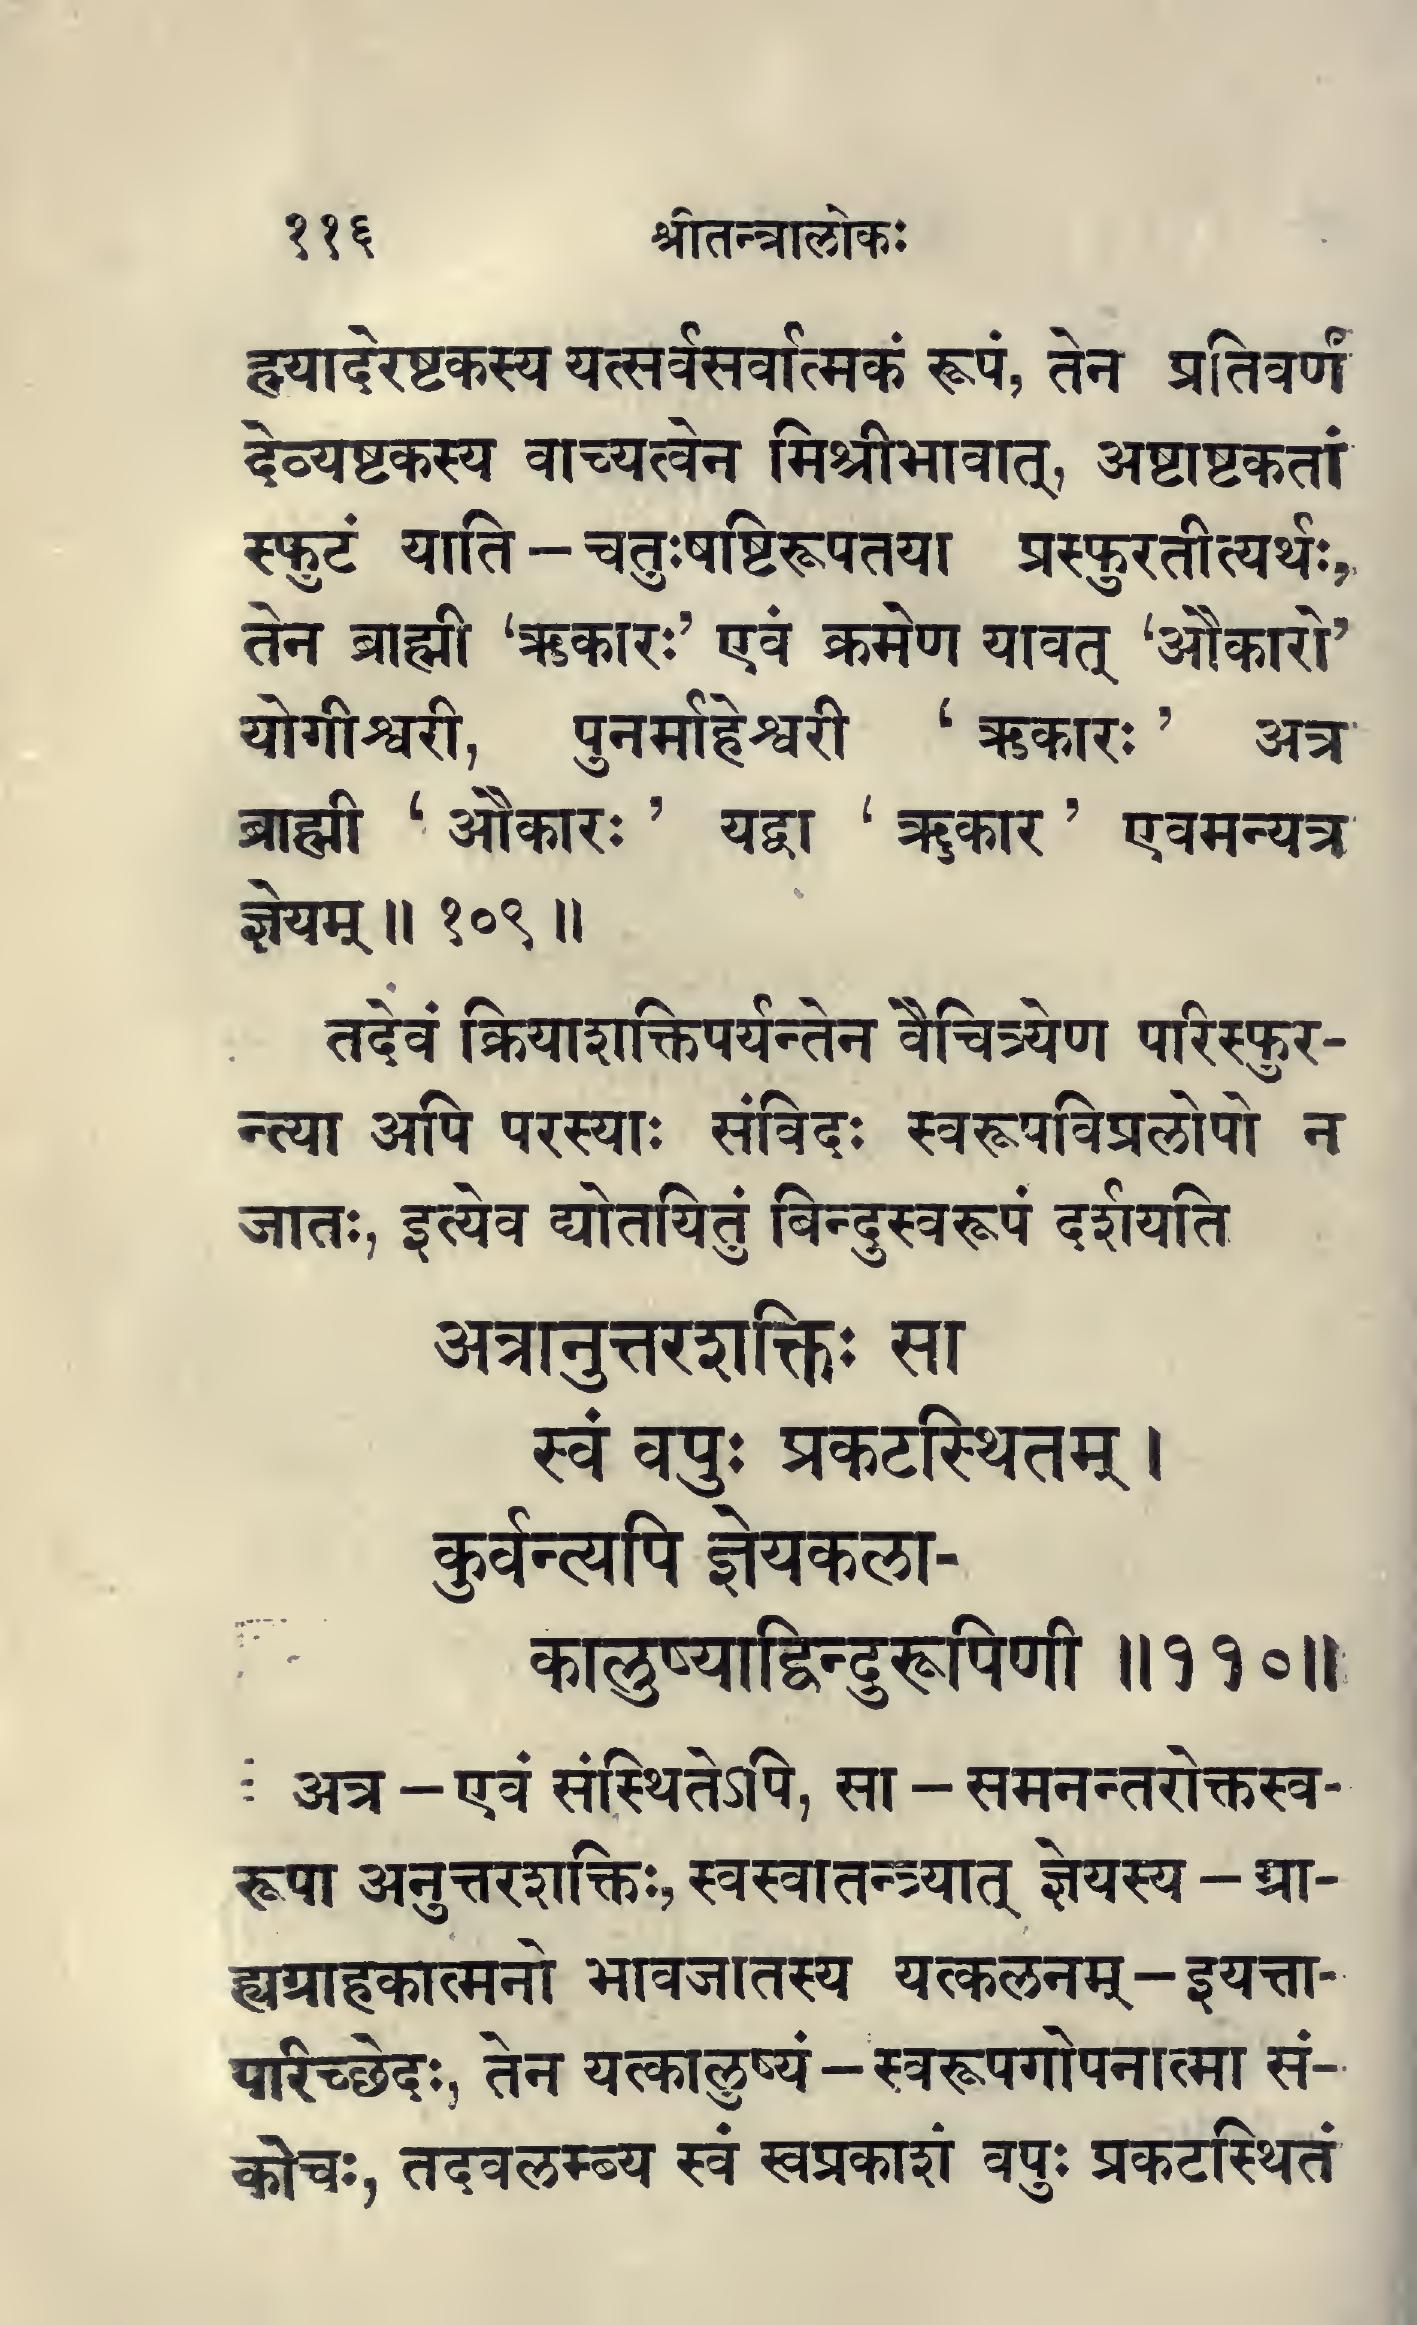 ११६ श्रीतन्त्रालोकः
ह्म्यादेरष्टकस्य यत्सर्वसर्वात्मकं रूपं, तेन प्रतिवर्णं
देव्यष्टकस्य वाच्यत्वेन मिश्रीभावात्, अष्टाष्टकतां
स्फुटं याति – चतुःषष्टिरूपतया प्रस्फुरतीत्यर्थः,
तेन ब्राह्मी ‘ऋकारः’ एवं क्रमेण यावत् ‘औकारो’
योगीश्वरी, पुनर्माहेश्वरी ‘ ऋकारः ’ अत्र
ब्राह्मी ‘ औकारः ’ यद्वा ‘ ॠकार ’ एवमन्यत्र
ज्ञेयम् ॥ १०९ ॥
तदेवं क्रियाशक्तिपर्यन्तेन वैचित्र्येण परिस्फुर-
न्त्या अपि परस्याः संविदः स्वरूपविप्रलोपो न
जातः, इत्येव द्योतयितुं बिन्दुस्वरूपं दर्शयति
अत्रानुत्तरशक्तिः सा
स्वं वपुः प्रकटस्थितम् ।
कुर्वन्त्यपि ज्ञेयकला-
कालुष्याद्विन्दुरूपिणी ॥११०॥
अत्र – एवं संस्थितेऽपि, सा – समनन्तरोक्तस्व-
रूपा अनुत्तरशक्तिः, स्वस्वातन्त्र्यात् ज्ञेयस्य – ग्रा-
ह्यग्राहकात्मनो भावजातस्य यत्कलनम् – इयत्ता-
परिच्छेदः, तेन यत्कालुष्यं – स्वरूपगोपनात्मा सं-
कोचः, तदवलम्ब्य स्वं स्वप्रकाशं वपुः प्रकटस्थितं